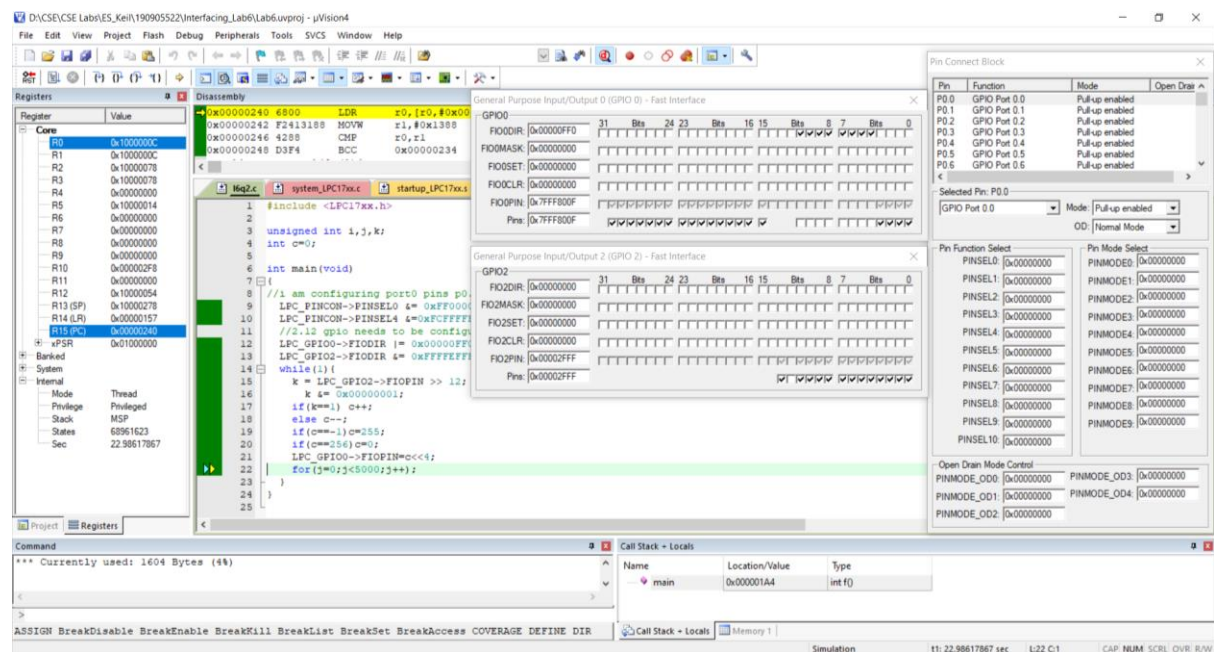 D:\CSE\CSE Labs\ES_Keil\190905522\Interfacing_Lab6\Lab6.uvproj - µVision4
File Edit View Project Flash Debug Peripherals Tools SVCS Window Help
Registers
Register Value
Core
R0 0x1000000C
R1 0x1000000C
R2 0x10000078
R3 0x10000078
R4 0x00000000
R5 0x10000014
R6 0x00000000
R7 0x00000000
R8 0x00000000
R9 0x00000000
R10 0x000002F8
R11 0x00000000
R12 0x10000054
R13 (SP) 0x10000278
R14 (LR) 0x00000157
R15 (PC) 0x00000240
xPSR 0x01000000
Banked
System
Internal
Mode Thread
Privilege Privileged
Stack MSP
States 68961623
Sec 22.98617867
Project Registers
Disassembly
0x00000240 6800 LDR r0,[r0,#0x00
0x00000242 F2413188 MOVW r1,#0x1388
0x00000246 4288 CMP r0,r1
0x00000248 D3F4 BCC 0x00000234
l6q2.c system_LPC17xx.c startup_LPC17xx.s
1 #include <LPC17xx.h>
2
3 unsigned int i,j,k;
4 int c=0;
5
6 int main(void)
7 {
8 //i am configuring port0 pins p0.
9 LPC_PINCON->PINSEL0 &= 0xFF0000
10 LPC_PINCON->PINSEL4 &=0xFCFFFF
11 //2.12 gpio needs to be configu
12 LPC_GPIO0->FIODIR |= 0x00000FF0
13 LPC_GPIO2->FIODIR &= 0xFFFFEFFF
14 while(1){
15 k = LPC_GPIO2->FIOPIN >> 12;
16 k &= 0x00000001;
17 if(k==1) c++;
18 else c--;
19 if(c==-1)c=255;
20 if(c==256)c=0;
21 LPC_GPIO0->FIOPIN=c<<4;
22 for(j=0;j<5000;j++);
23 }
24 }
25
General Purpose Input/Output 0 (GPIO 0) - Fast Interface
GPIO0
31 Bits 24 23 Bits 16 15 Bits 8 7 Bits 0
FIO0DIR: 0x00000FF0
FIO0MASK: 0x00000000
FIO0SET: 0x00000000
FIO0CLR: 0x00000000
FIO0PIN: 0x7FFF800F
Pins: 0x7FFF800F
General Purpose Input/Output 2 (GPIO 2) - Fast Interface
GPIO2
31 Bits 24 23 Bits 16 15 Bits 8 7 Bits 0
FIO2DIR: 0x00000000
FIO2MASK: 0x00000000
FIO2SET: 0x00000000
FIO2CLR: 0x00000000
FIO2PIN: 0x00002FFF
Pins: 0x00002FFF
Pin Connect Block
Pin Function Mode Open Drain
P0.0 GPIO Port 0.0 Pull-up enabled
P0.1 GPIO Port 0.1 Pull-up enabled
P0.2 GPIO Port 0.2 Pull-up enabled
P0.3 GPIO Port 0.3 Pull-up enabled
P0.4 GPIO Port 0.4 Pull-up enabled
P0.5 GPIO Port 0.5 Pull-up enabled
P0.6 GPIO Port 0.6 Pull-up enabled
Selected Pin: P0.0
GPIO Port 0.0 Mode: Pull-up enabled
OD: Normal Mode
Pin Function Select Pin Mode Select
PINSEL0: 0x00000000 PINMODE0: 0x00000000
PINSEL1: 0x00000000 PINMODE1: 0x00000000
PINSEL2: 0x00000000 PINMODE2: 0x00000000
PINSEL3: 0x00000000 PINMODE3: 0x00000000
PINSEL4: 0x00000000 PINMODE4: 0x00000000
PINSEL5: 0x00000000 PINMODE5: 0x00000000
PINSEL6: 0x00000000 PINMODE6: 0x00000000
PINSEL7: 0x00000000 PINMODE7: 0x00000000
PINSEL8: 0x00000000 PINMODE8: 0x00000000
PINSEL9: 0x00000000 PINMODE9: 0x00000000
PINSEL10: 0x00000000
Open Drain Mode Control
PINMODE_OD0: 0x00000000 PINMODE_OD3: 0x00000000
PINMODE_OD1: 0x00000000 PINMODE_OD4: 0x00000000
PINMODE_OD2: 0x00000000
Command
*** Currently used: 1604 Bytes (4%)
>
ASSIGN BreakDisable BreakEnable BreakKill BreakList BreakSet BreakAccess COVERAGE DEFINE DIR
Call Stack + Locals
Name Location/Value Type
main 0x000001A4 int f()
Call Stack + Locals Memory 1
Simulation t1: 22.98617867 sec L:22 C:1 CAP NUM SCRL OVR R/W